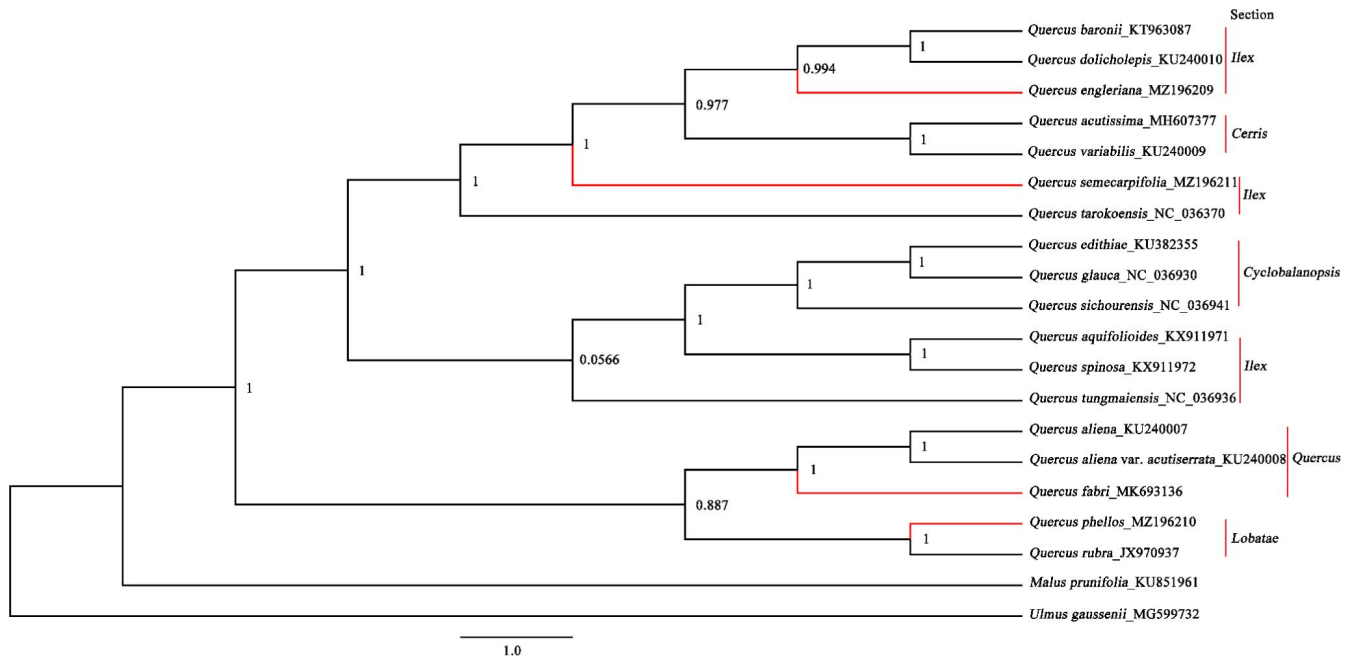 Section
Quercus baronii_KT963087
1
Quercus dolicholepis_KU240010
Ilex
0.994
Quercus engleriana_MZ196209
0.977
Quercus acutissima_MH607377
1
Cerris
Quercus variabilis_KU240009
1
Quercus semecarpifolia_MZ196211
1
Ilex
Quercus tarokoensis_NC_036370
Quercus edithiae_KU382355
1
Quercus glauca_NC_036930
Cyclobalanopsis
1
1
Quercus sichourensis_NC_036941
1
Quercus aquifolioides_KX911971
1
0.0566
Quercus spinosa_KX911972
Ilex
1
Quercus tungmaiensis_NC_036936
Quercus aliena_KU240007
1
Quercus aliena var. acutiserrata_KU240008
Quercus
1
Quercus fabri_MK693136
0.887
Quercus phellos_MZ196210
1
Lobatae
Quercus rubra_JX970937
Malus prunifolia_KU851961
Ulmus gaussenii_MG599732
1.0